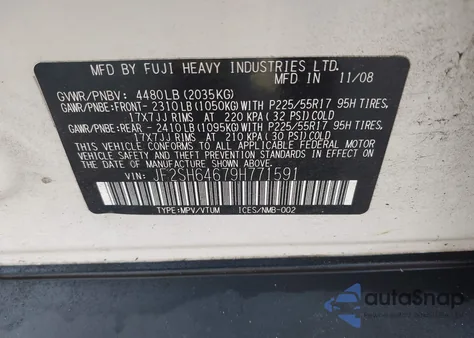 MFD BY FUJI HEAVY INDUSTRIES LTD.
MADE IN 11/08
GVWR/PNBV: 4480LB (2035KG)
GAWR/PNBE:FRONT- 2310LB (1050KG)WITH P225/55R17 95H TIRES.
17X7JJ RIMS AT 220 KPA (32 PSI)COLD
GAWR/PNBE:REAR - 2410LB (1095KG)WITH P225/55R17 95H TIRES.
17X7JJ RIMS AT 210 KPA (30 PSI)COLD
THIS VEHICLE CONFORMS TO ALL APPLICABLE
FEDERAL MOTOR VEHICLE SAFETY STANDARDS IN EFFECT ON
THE DATE OF MANUFACTURE SHOWN ABOVE.
VIN: JF2SH64679H771591
TYPE:MPV/VTUM ICES/NMB-002
autoSnap